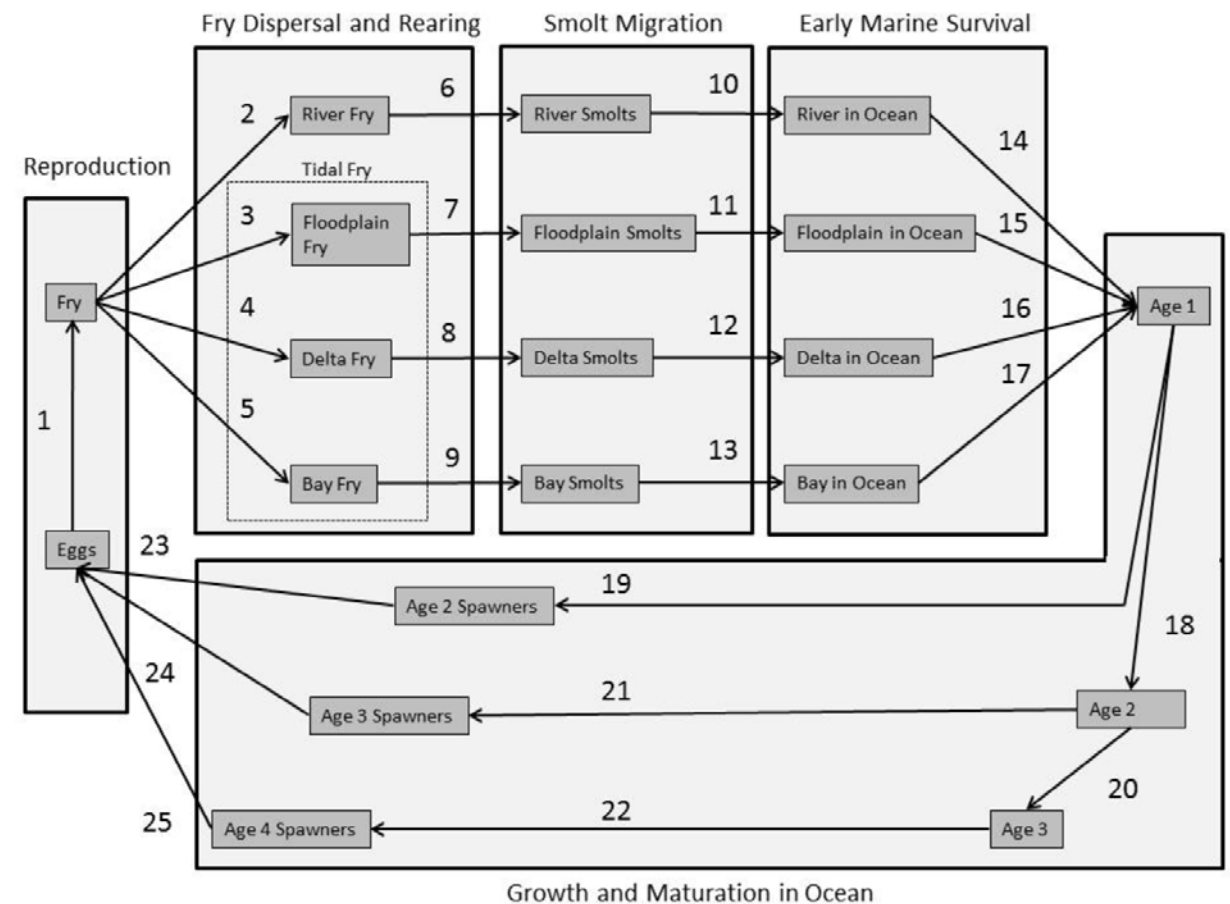 Fry Dispersal and Rearing
Smolt Migration
Early Marine Survival
Reproduction
2
River Fry
6
River Smolts
10
River in Ocean
14
Tidal Fry
3
Floodplain
Fry
7
Floodplain Smolts
11
Floodplain in Ocean
15
Fry
4
Delta Fry
8
Delta Smolts
12
Delta in Ocean
16
Age 1
5
Bay Fry
9
Bay Smolts
13
Bay in Ocean
17
1
Eggs
23
Age 2 Spawners
19
18
24
Age 3 Spawners
21
Age 2
20
25
Age 4 Spawners
22
Age 3
Growth and Maturation in Ocean